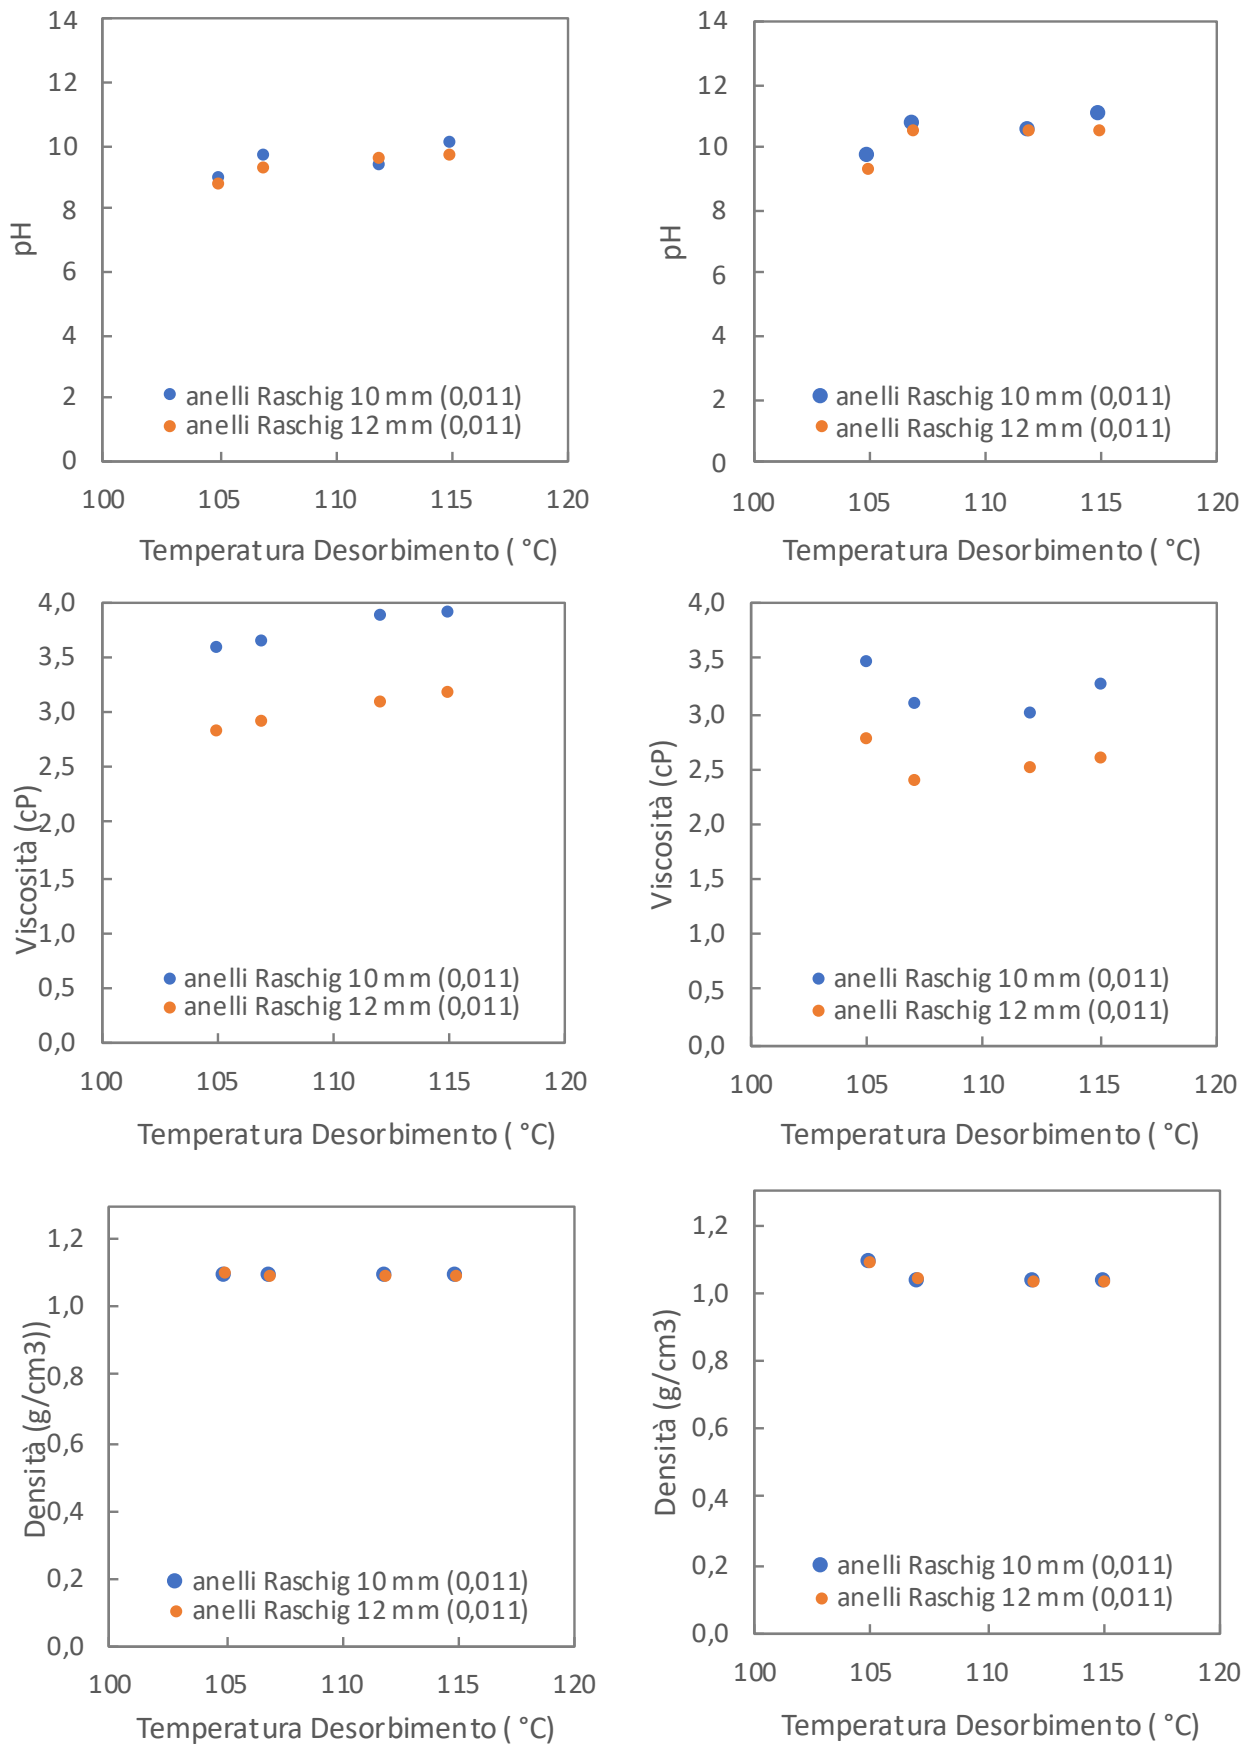 14
12
10
8
6
4
2
0
pH
anelli Raschig 10 mm (0,011)
anelli Raschig 12 mm (0,011)
100 105 110 115 120
Temperatura Desorbimento ( °C)
14
12
10
8
6
4
2
0
pH
anelli Raschig 10 mm (0,011)
anelli Raschig 12 mm (0,011)
100 105 110 115 120
Temperatura Desorbimento ( °C)
4,0
3,5
3,0
2,5
2,0
1,5
1,0
0,5
0,0
Viscosità (cP)
anelli Raschig 10 mm (0,011)
anelli Raschig 12 mm (0,011)
100 105 110 115 120
Temperatura Desorbimento ( °C)
4,0
3,5
3,0
2,5
2,0
1,5
1,0
0,5
0,0
Viscosità (cP)
anelli Raschig 10 mm (0,011)
anelli Raschig 12 mm (0,011)
100 105 110 115 120
Temperatura Desorbimento ( °C)
1,2
1,0
0,8
0,6
0,4
0,2
0,0
Densità (g/cm3))
anelli Raschig 10 mm (0,011)
anelli Raschig 12 mm (0,011)
100 105 110 115 120
Temperatura Desorbimento ( °C)
1,2
1,0
0,8
0,6
0,4
0,2
0,0
Densità (g/cm3)
anelli Raschig 10 mm (0,011)
anelli Raschig 12 mm (0,011)
100 105 110 115 120
Temperatura Desorbimento ( °C)